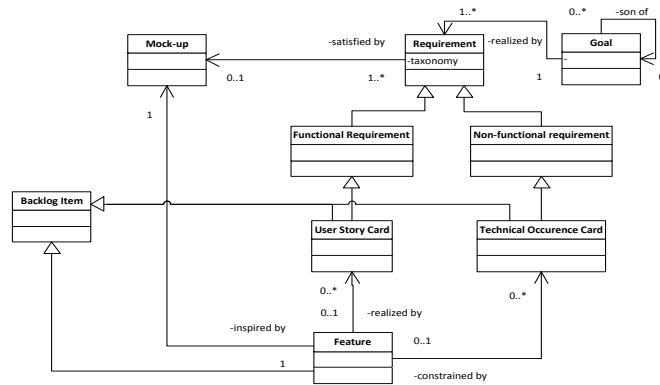 1..*
0..*
-son of
Mock-up
-satisfied by
Requirement
-realized by
Goal
-taxonomy
-
0..1
1..*
1
1
Functional Requirement
Non-functional requirement
Backlog Item
User Story Card
Technical Occurence Card
0..*
0..*
0..1
-realized by
-inspired by
Feature
0..1
1
-constrained by